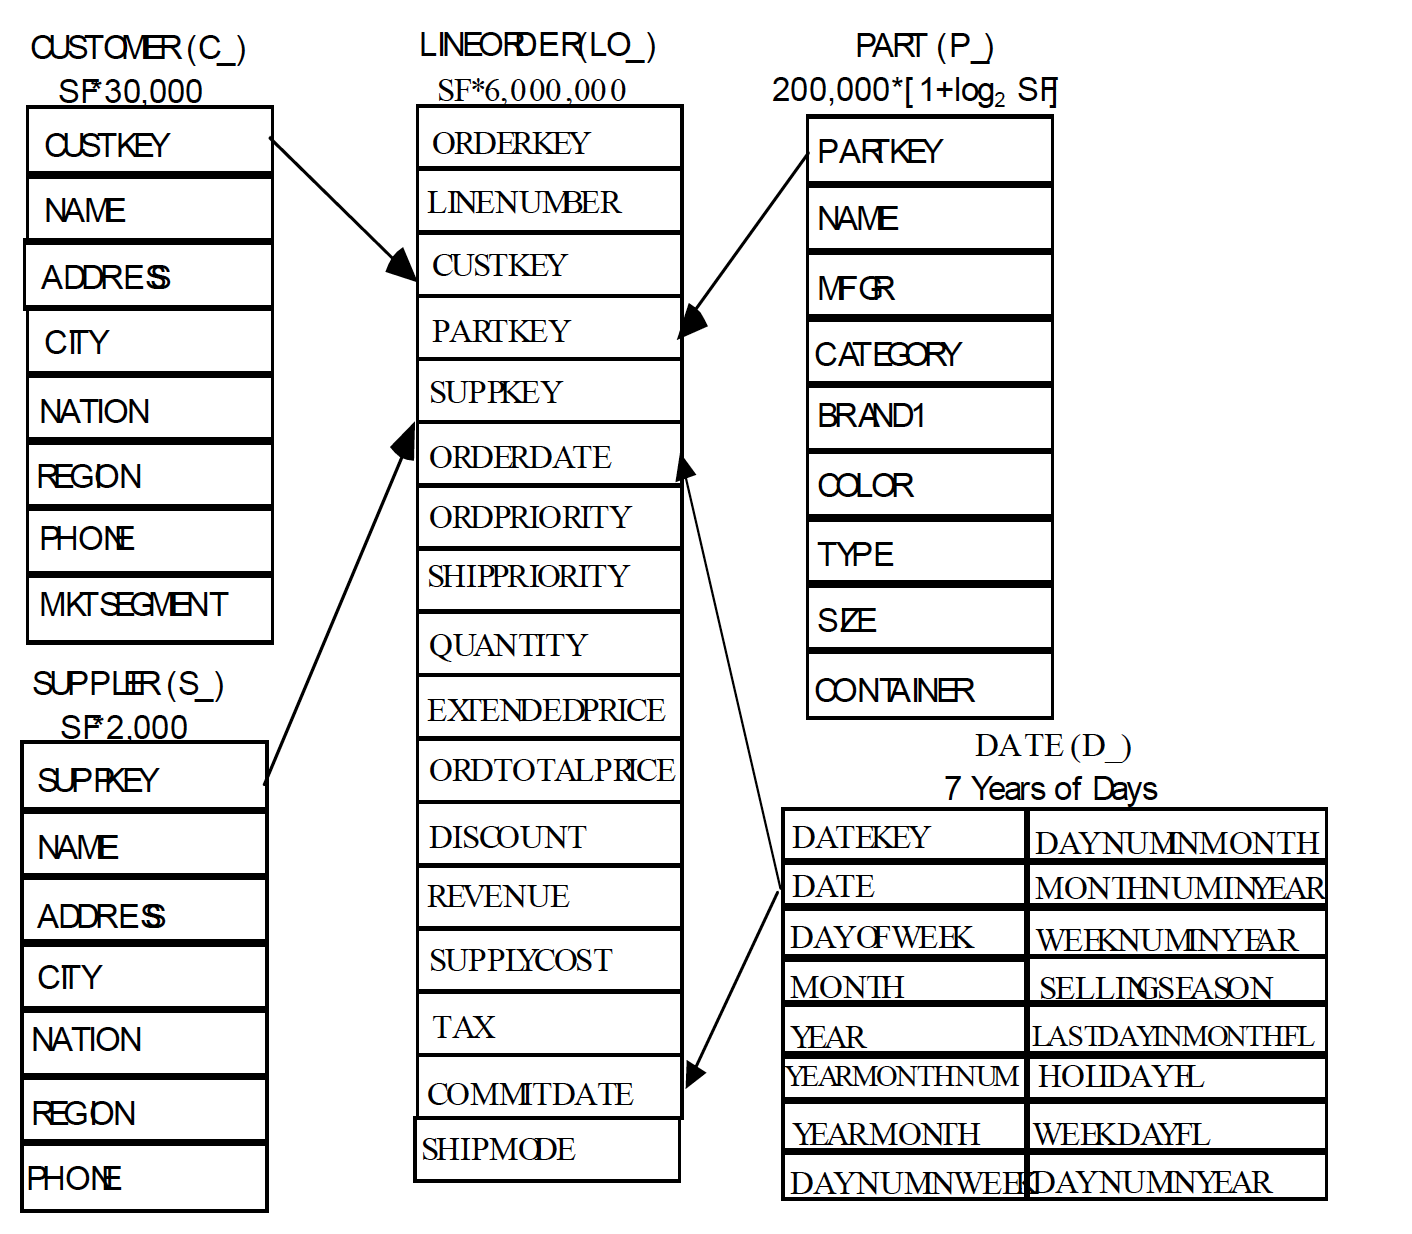 CUSTOMER (C_)
SF*30,000
CUSTKEY
NAME
ADDRESS
CITY
NATION
REGION
PHONE
MKTSEGMENT
SUPPLIER (S_)
SF*2,000
SUPPKEY
NAME
ADDRESS
CITY
NATION
REGION
PHONE
LINEORDER (LO_)
SF*6,000,000
ORDERKEY
LINENUMBER
CUSTKEY
PARTKEY
SUPPKEY
ORDERDATE
ORDPRIORITY
SHIPPRIORITY
QUANTITY
EXTENDEDPRICE
ORDTOTALPRICE
DISCOUNT
REVENUE
SUPPLYCOST
TAX
COMMITDATE
SHIPMODE
PART (P_)
200,000*[1+log₂ SF]
PARTKEY
NAME
MFGR
CATEGORY
BRAND1
COLOR
TYPE
SIZE
CONTAINER
DATE (D_)
7 Years of Days
DATEKEY
DATE
DAYOFWEEK
MONTH
YEAR
YEARMONTHNUM
YEARMONTH
DAYNUMINWEEK
DAYNUMINMONTH
MONTHNUMINYEAR
WEEKNUMINYEAR
SELLINGSEASON
LASTDAYINMONTHFL
HOLIDAYFL
WEEKDAYFL
DAYNUMINYEAR